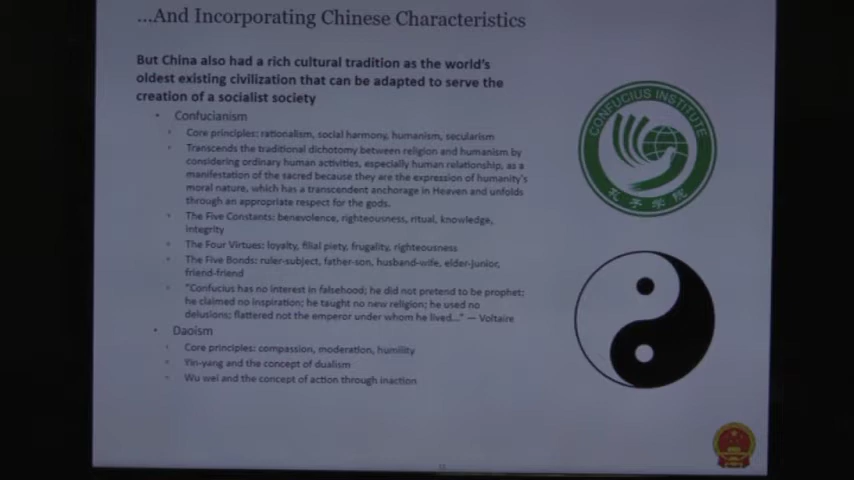 ...And Incorporating Chinese Characteristics
But China also had a rich cultural tradition as the world's
oldest existing civilization that can be adapted to serve the
creation of a socialist society
• Confucianism
Core principles: rationalism, social harmony, humanism, secularism
Transcends the traditional dichotomy between religion and humanism by
considering ordinary human activities, especially human relationship, as a
manifestation of the sacred because they are the expression of humanity's
moral nature, which has a transcendent anchorage in Heaven and unfolds
through an appropriate respect for the gods.
The Five Constants: benevolence, righteousness, ritual, knowledge,
integrity
The Four Virtues: loyalty, filial piety, frugality, righteousness
The Five Bonds: ruler-subject, father-son, husband-wife, elder-junior,
friend-friend
"Confucius has no interest in falsehood; he did not pretend to be prophet;
he claimed no inspiration; he taught no new religion; he used no
delusions; flattered not the emperor under whom he lived..." — Voltaire
• Daoism
Core principles: compassion, moderation, humility
Yin-yang and the concept of dualism
Wu wei and the concept of action through inaction
CONFUCIUS INSTITUTE
孔子学院